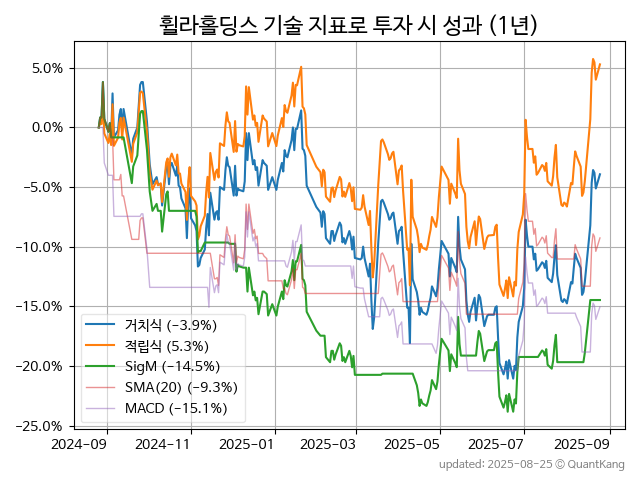 휠라홀딩스 기술 지표로 투자 시 성과 (1년)
5.0%
0.0%
−5.0%
−10.0%
−15.0%
−20.0%
−25.0%
거치식 (−3.9%)
적립식 (5.3%)
SigM (−14.5%)
SMA(20) (−9.3%)
MACD (−15.1%)
2024-09 2024-11 2025-01 2025-03 2025-05 2025-07 2025-09
updated: 2025-08-25 © QuantKang